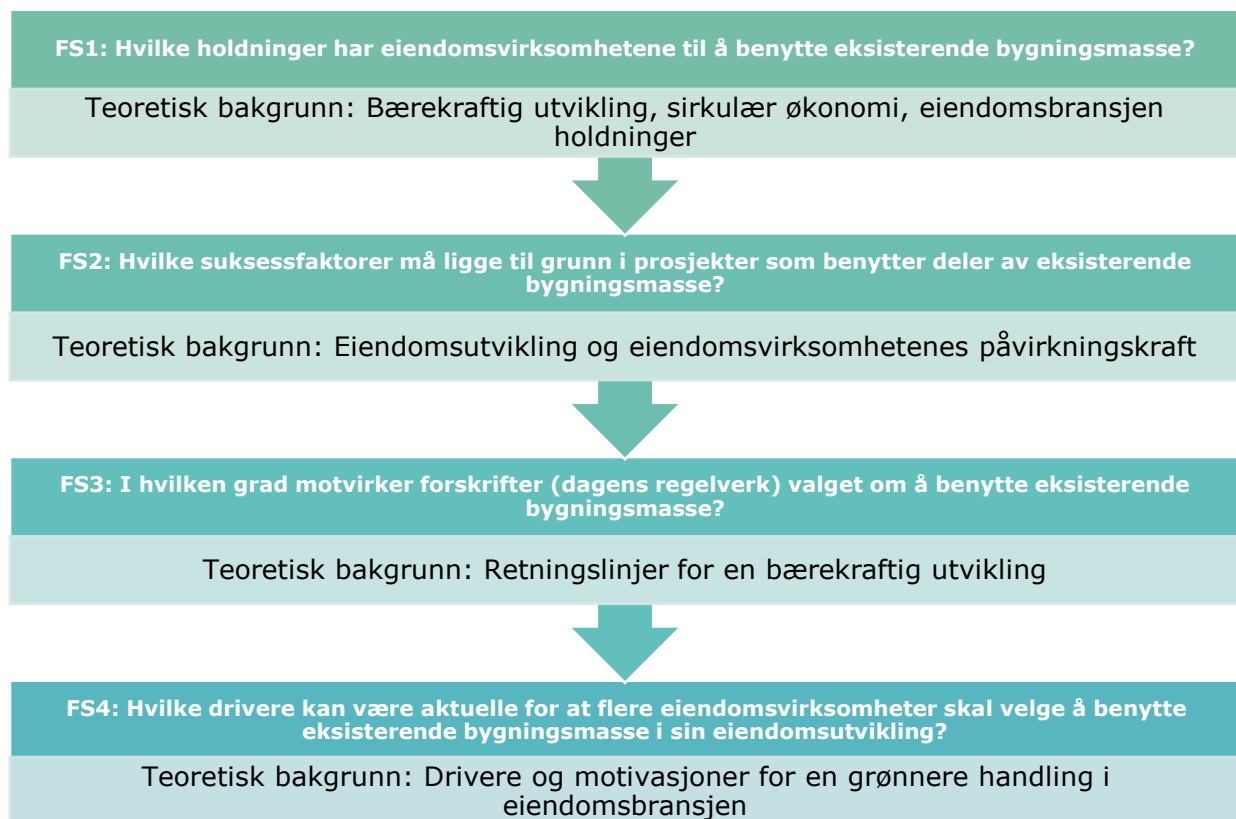 FS1: Hvilke holdninger har eiendomsvirksomhetene til å benytte eksisterende bygningsmasse?
Teoretisk bakgrunn: Bærekraftig utvikling, sirkulær økonomi, eiendomsbransjen
holdninger
FS2: Hvilke suksessfaktorer må ligge til grunn i prosjekter som benytter deler av eksisterende
bygningsmasse?
Teoretisk bakgrunn: Eiendomsutvikling og eiendomsvirksomhetenes påvirkningskraft
FS3: I hvilken grad motvirker forskrifter (dagens regelverk) valget om å benytte eksisterende
bygningsmasse?
Teoretisk bakgrunn: Retningslinjer for en bærekraftig utvikling
FS4: Hvilke drivere kan være aktuelle for at flere eiendomsvirksomheter skal velge å benytte
eksisterende bygningsmasse i sin eiendomsutvikling?
Teoretisk bakgrunn: Drivere og motivasjoner for en grønnere handling i
eiendomsbransjen